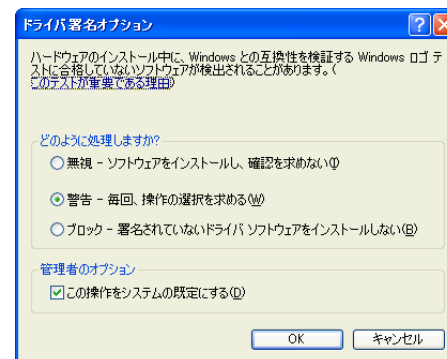 ドライバ署名オプション
ハードウェアのインストール中に、Windows との互換性を検証する Windows ロゴ テ
ストに合格していないソフトウェアが検出されることがあります。(
このテストが重要である理由)
どのように処理しますか?
無視 - ソフトウェアをインストールし、確認を求めない(I)
警告 - 毎回、操作の選択を求める(W)
ブロック - 署名されていないドライバ ソフトウェアをインストールしない(B)
管理者のオプション
この操作をシステムの既定にする(D)
OK
キャンセル